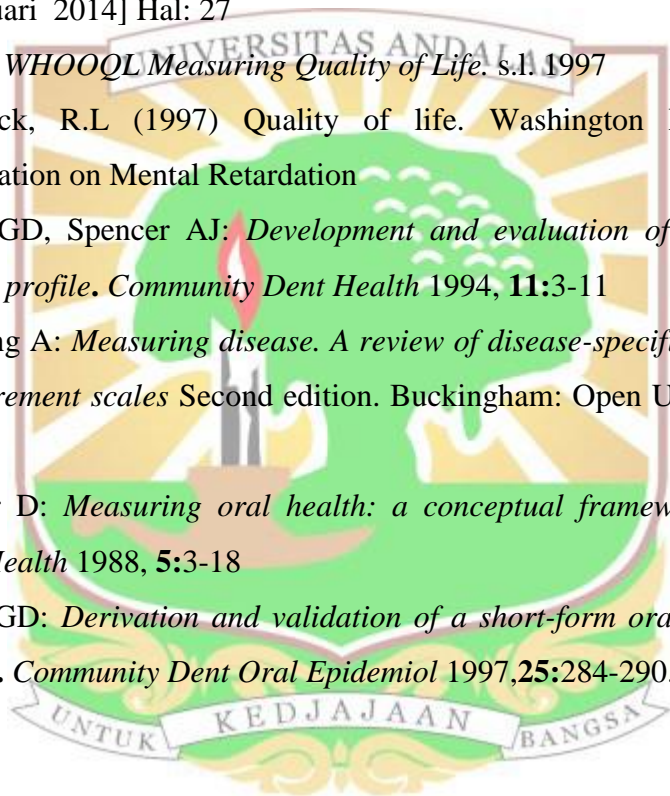 uari 2014] Hal: 27
UNIVERSITAS ANDALAS
WHOOQL Measuring Quality of Life. s.l. 1997
ck, R.L (1997) Quality of life. Washington
ation on Mental Retardation
GD, Spencer AJ: Development and evaluation of
profile. Community Dent Health 1994, 11:3-11
ng A: Measuring disease. A review of disease-specif
rement scales Second edition. Buckingham: Open U
D: Measuring oral health: a conceptual framew
Health 1988, 5:3-18
GD: Derivation and validation of a short-form ora
. Community Dent Oral Epidemiol 1997,25:284-290.
UNTUK KEDJAJAAN BANGSA